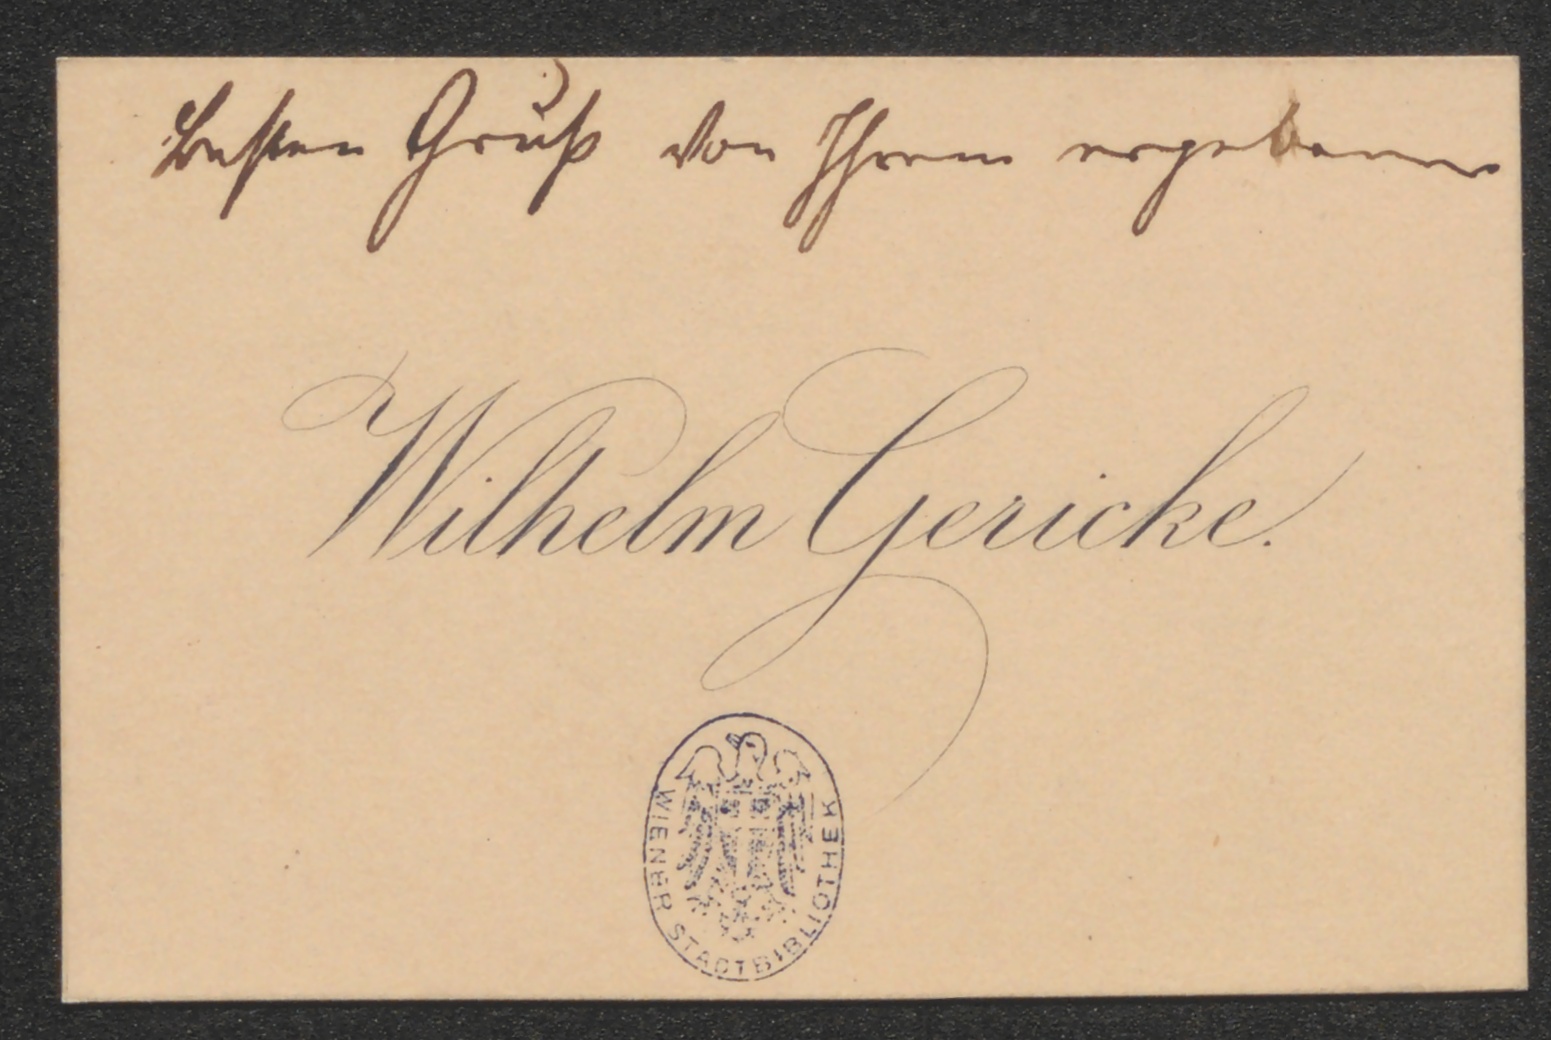 besten Gruß von Ihrem ergebenen
Wilhelm Gericke.
WIENER STADTBIBLIOTHEK